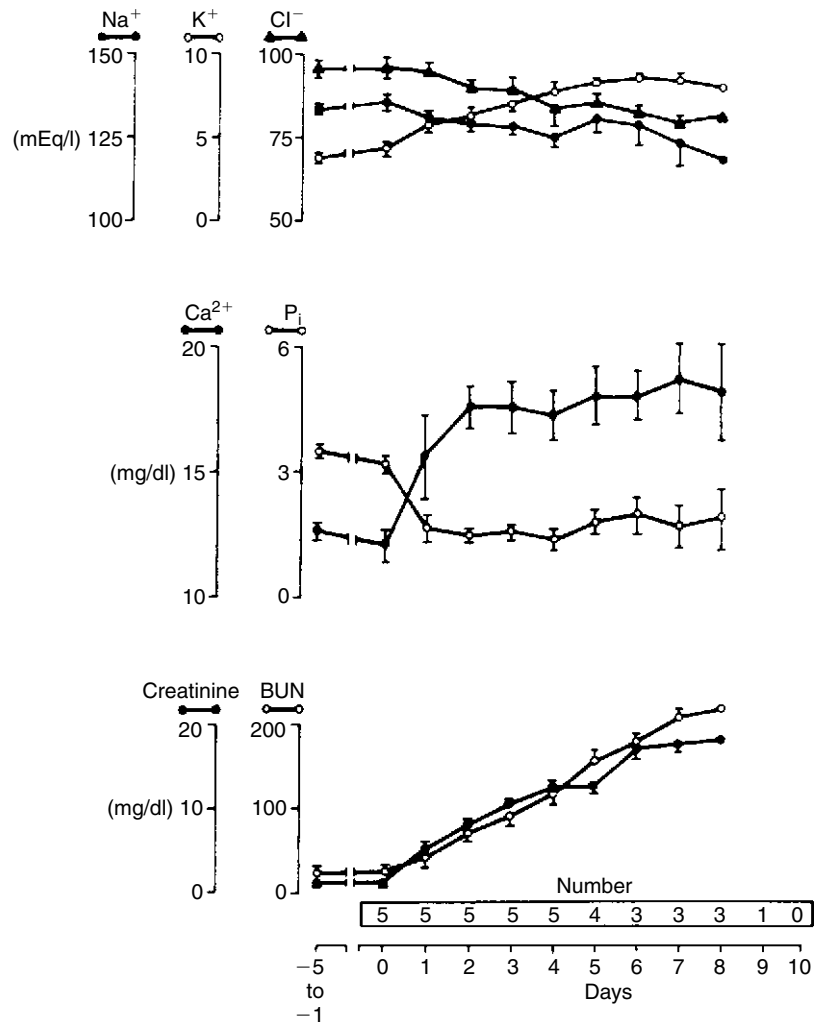 Na⁺ K⁺ Cl⁻
150 10 100
(mEq/l) 125 5 75
100 0 50
Ca²⁺ Pᵢ
20 6
(mg/dl) 15 3
10 0
Creatinine BUN
20 200
(mg/dl) 10 100
0 0
Number
5 5 5 5 5 4 3 3 3 1 0
−5 0 1 2 3 4 5 6 7 8 9 10
to Days
−1